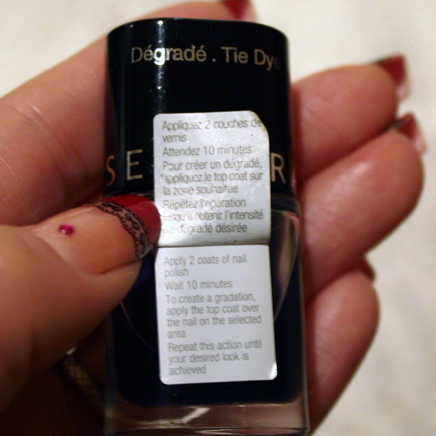 Dégradé . Tie Dye
Appliquez 2 couches de
vernis
Attendez 10 minutes
Pour créer un dégradé,
appliquez le top coat sur
la zone souhaitée
Répétez l'opération
obtenir l'intensité
dégradé désirée
SE R
Apply 2 coats of nail
polish
Wait 10 minutes
To create a gradation,
apply the top coat over
the nail on the selected
area
Repeat this action until
your desired look is
achieved